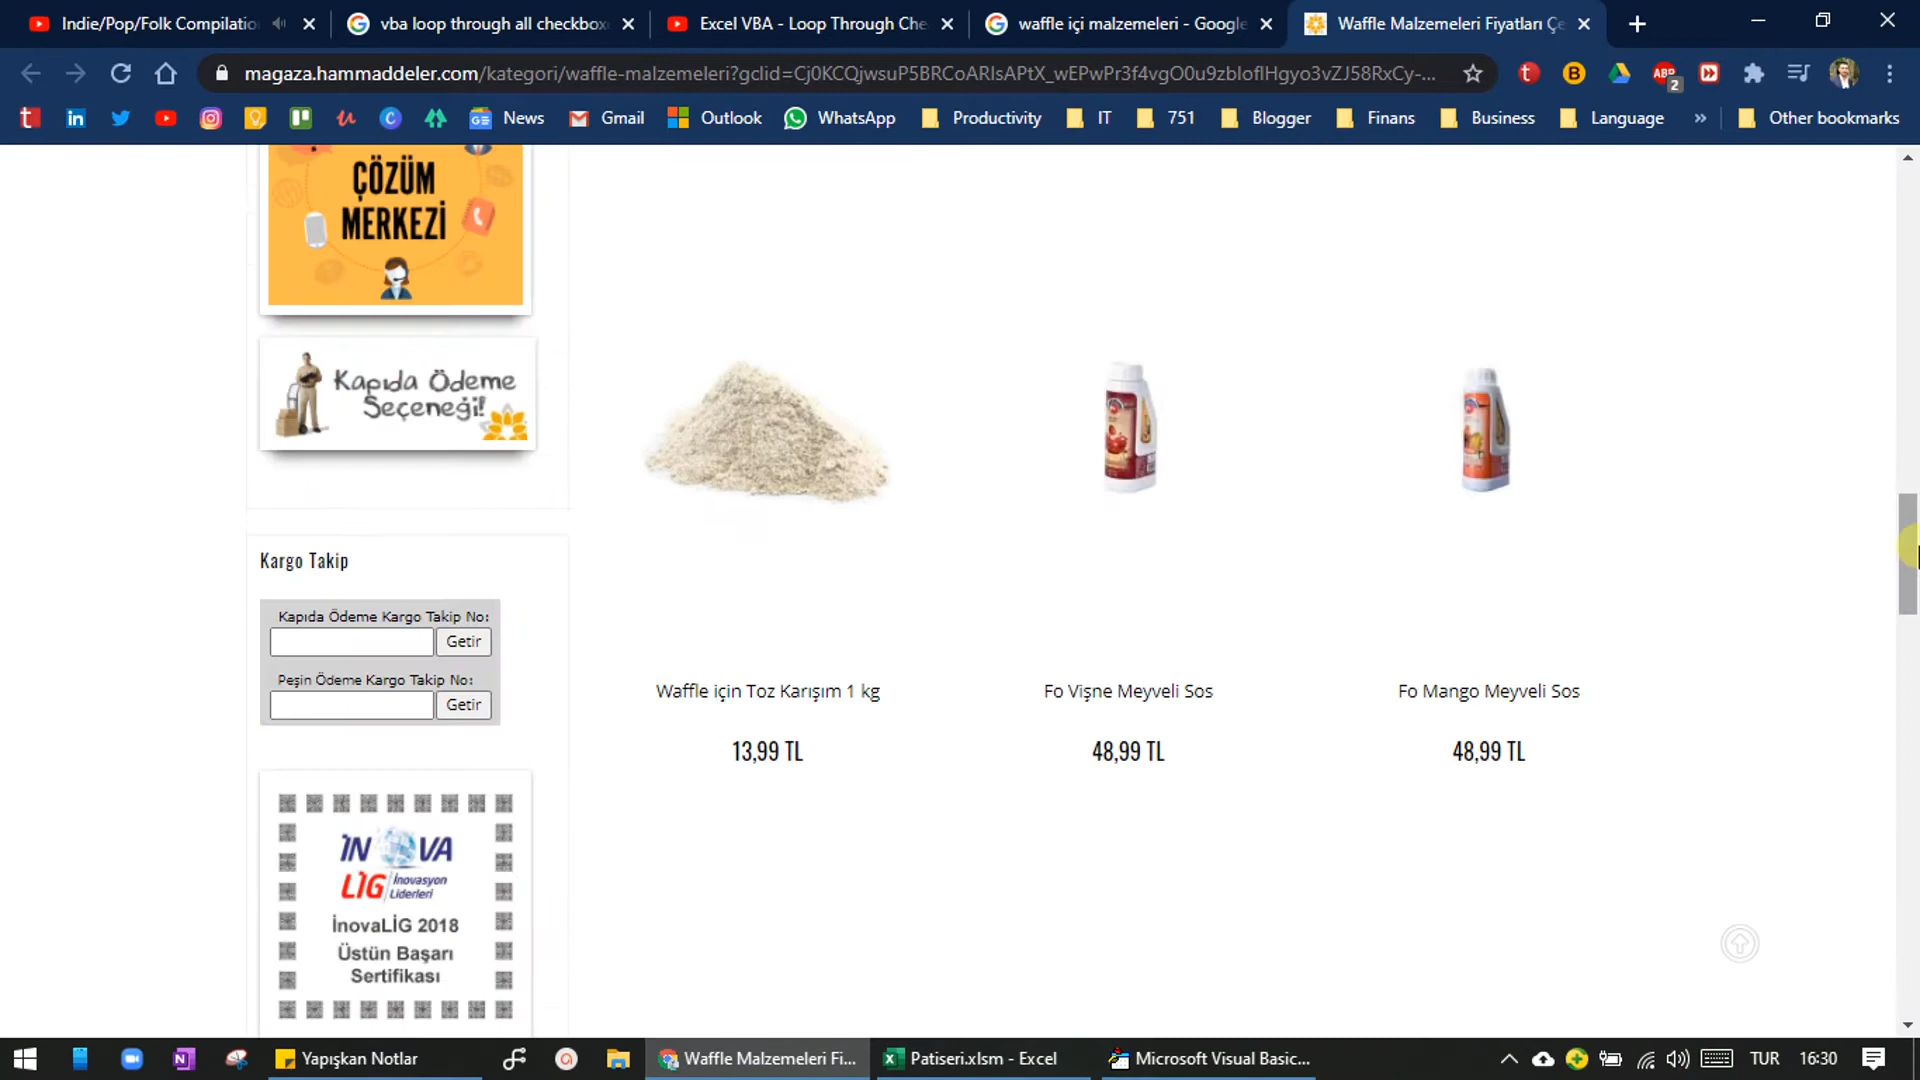 Indie/Pop/Folk Compilatio
vba loop through all checkbox
Excel VBA - Loop Through Che
waffle içi malzemeleri - Google
Waffle Malzemeleri Fiyatları Çe
magaza.hammaddeler.com/kategori/waffle-malzemeleri?gclid=Cj0KCQjwsuP5BRCoARIsAPtX_wEPwPr3f4vgO0u9zbIoflHgyo3vZJ58RxCy-...
ABP
2
News
Gmail
Outlook
WhatsApp
Productivity
IT
751
Blogger
Finans
Business
Language
»
Other bookmarks
ÇÖZÜM
MERKEZİ
Kapıda Ödeme
Seçeneği!
Kargo Takip
Kapıda Ödeme Kargo Takip No:
Getir
Peşin Ödeme Kargo Takip No:
Getir
INOVA
LİG İnovasyon
Liderleri
İnovaLİG 2018
Üstün Başarı
Sertifikası
Waffle için Toz Karışım 1 kg
13,99 TL
Fo Vişne Meyveli Sos
48,99 TL
Fo Mango Meyveli Sos
48,99 TL
Yapışkan Notlar
Waffle Malzemeleri Fi...
Patiseri.xlsm - Excel
Microsoft Visual Basic...
TUR
16:30